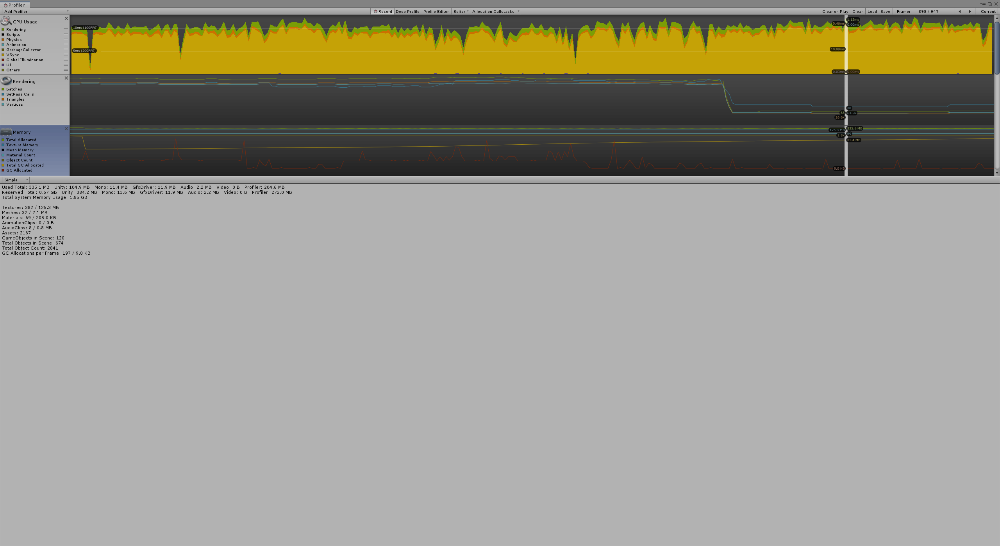 Profiler
Add Profiler
Record Deep Profile Profile Editor Editor Allocation Callstacks
Clear on Play Clear Load Save Frame: 898 / 947 Current
CPU Usage
Rendering
Scripts
Physics
Animation
GarbageCollector
VSync
Global Illumination
UI
Others
10ms (100FPS)
5ms (200FPS)
1.15ms
0.46ms
0.00ms
10.89ms
0.03ms
0.00ms
Rendering
Batches
SetPass Calls
Triangles
Vertices
38
65
63.5k
26.6k
Memory
Total Allocated
Texture Memory
Mesh Memory
Material Count
Object Count
Total GC Allocated
GC Allocated
335.1 MB
125.3 MB
69
2.8k
11.4 MB
9.0 KB
Simple
Used Total: 335.1 MB Unity: 104.9 MB Mono: 11.4 MB GfxDriver: 11.9 MB Audio: 2.2 MB Video: 0 B Profiler: 204.6 MB
Reserved Total: 0.67 GB Unity: 384.2 MB Mono: 13.6 MB GfxDriver: 11.9 MB Audio: 2.2 MB Video: 0 B Profiler: 272.0 MB
Total System Memory Usage: 1.85 GB
Textures: 382 / 125.3 MB
Meshes: 32 / 2.1 MB
Materials: 69 / 205.0 KB
AnimationClips: 0 / 0 B
AudioClips: 8 / 0.8 MB
Assets: 2167
GameObjects in Scene: 120
Total Objects in Scene: 674
Total Object Count: 2841
GC Allocations per Frame: 197 / 9.0 KB